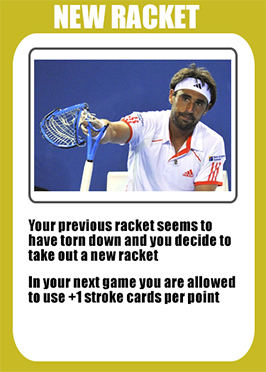 NEW RACKET
Your previous racket seems to
have torn down and you decide to
take out a new racket
In your next game you are allowed
to use +1 stroke cards per point